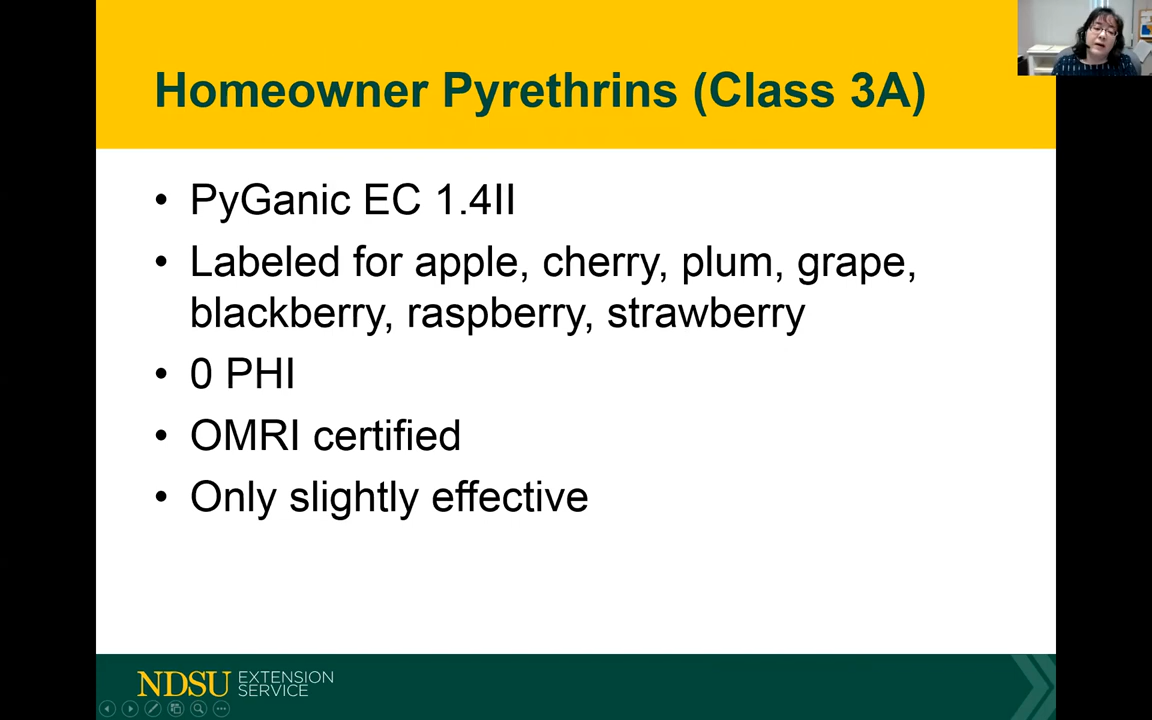 Homeowner Pyrethrins (Class 3A)
• PyGanic EC 1.4II
• Labeled for apple, cherry, plum, grape,
blackberry, raspberry, strawberry
• 0 PHI
• OMRI certified
• Only slightly effective
NDSU EXTENSION
SERVICE